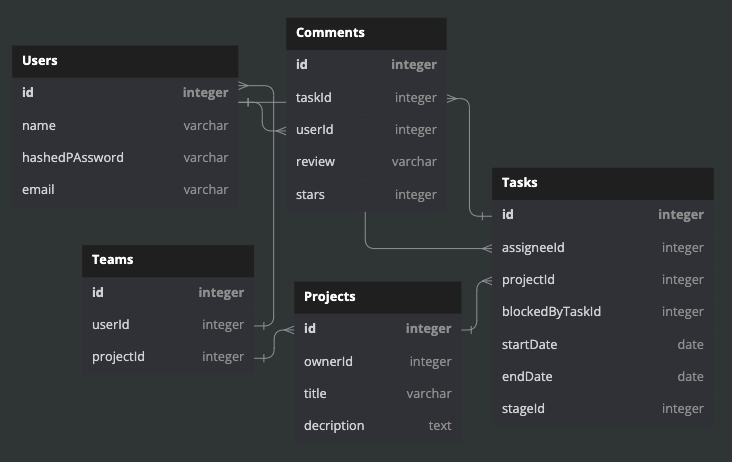 Users
id integer
name varchar
hashedPAssword varchar
email varchar
Comments
id integer
taskId integer
userId integer
review varchar
stars integer
Tasks
id integer
assigneeId integer
projectId integer
blockedByTaskId integer
startDate date
endDate date
stageId integer
Teams
id integer
userId integer
projectId integer
Projects
id integer
ownerId integer
title varchar
decription text